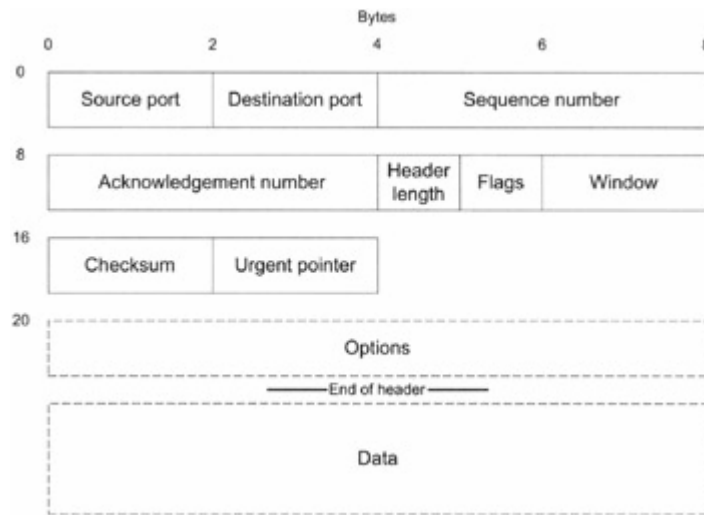 Bytes
0 2 4 6 8
0
Source port Destination port Sequence number
8
Acknowledgement number Header length Flags Window
16
Checksum Urgent pointer
20
Options
End of header
Data